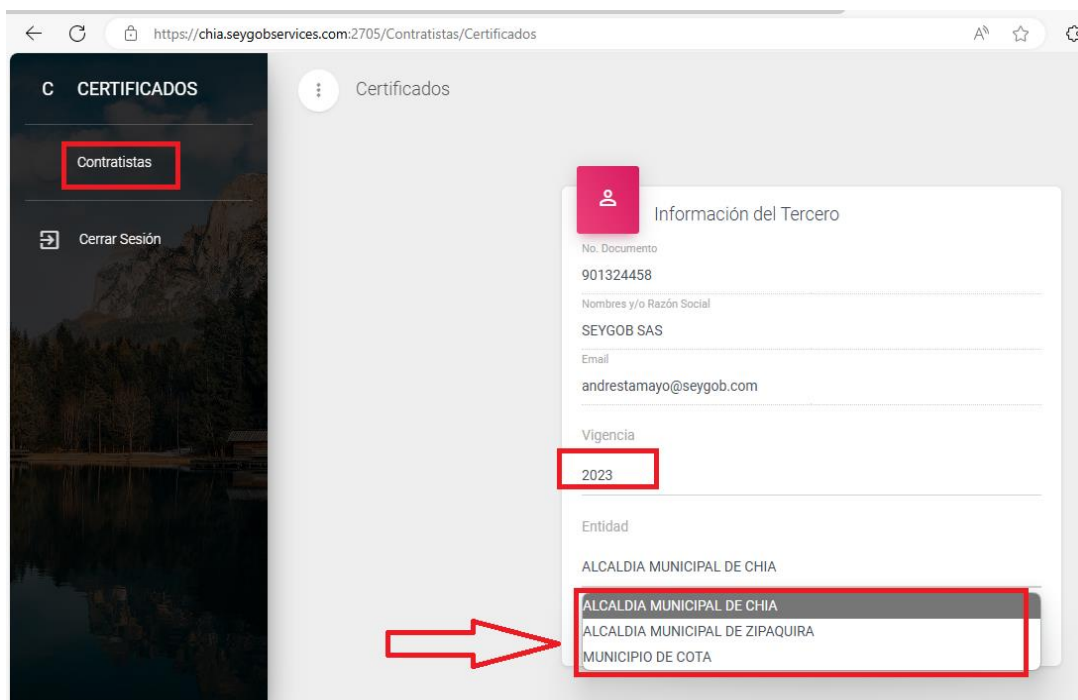 https://chia.seygobservices.com:2705/Contratistas/Certificados
C CERTIFICADOS
Certificados
Contratistas
Cerrar Sesión
Información del Tercero
No. Documento
901324458
Nombres y/o Razón Social
SEYGOB SAS
Email
andrestamayo@seygob.com
Vigencia
2023
Entidad
ALCALDIA MUNICIPAL DE CHIA
ALCALDIA MUNICIPAL DE CHIA
ALCALDIA MUNICIPAL DE ZIPAQUIRA
MUNICIPIO DE COTA